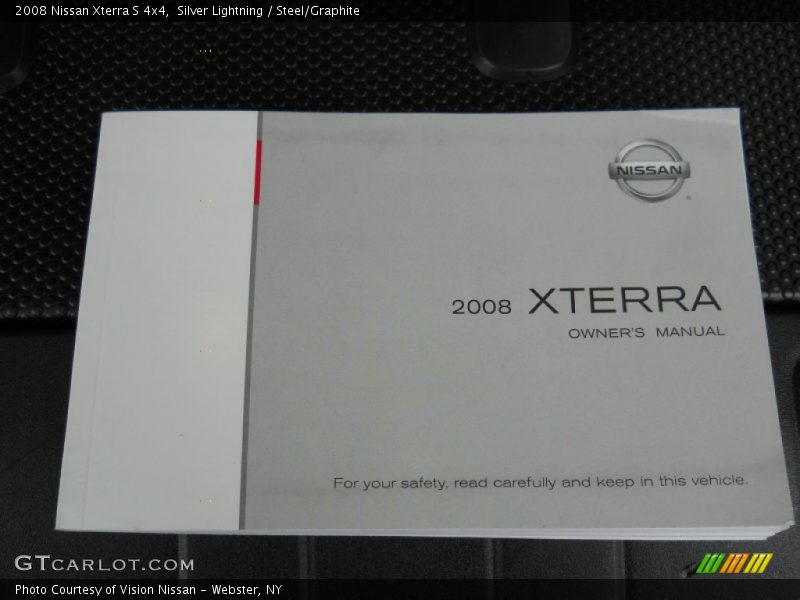 2008 Nissan Xterra S 4x4,  Silver Lightning / Steel/Graphite
NISSAN
2008 XTERRA
OWNER'S MANUAL
For your safety, read carefully and keep in this vehicle.
GTCARLOT.COM
Photo Courtesy of Vision Nissan - Webster, NY